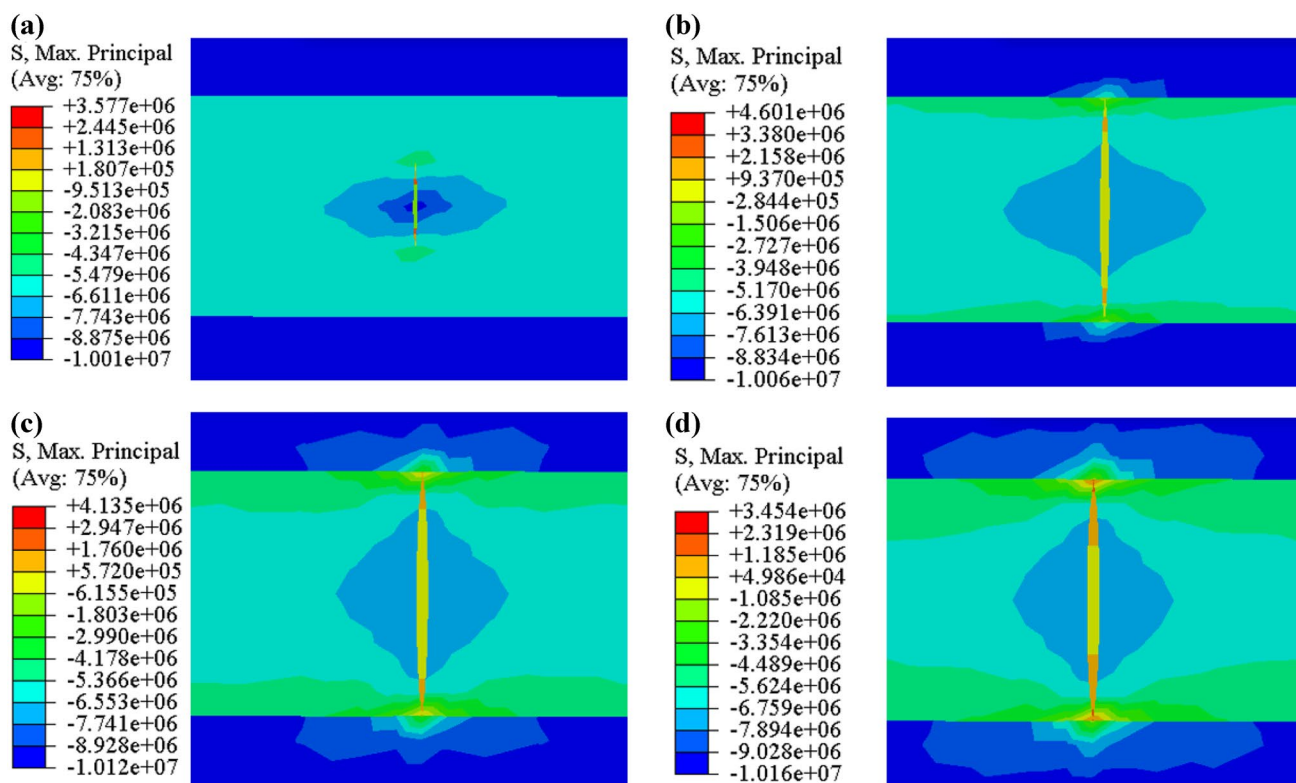 (a)
S, Max. Principal
(Avg: 75%)
+3.577e+06
+2.445e+06
+1.313e+06
+1.807e+05
-9.513e+05
-2.083e+06
-3.215e+06
-4.347e+06
-5.479e+06
-6.611e+06
-7.743e+06
-8.875e+06
-1.001e+07
(b)
S, Max. Principal
(Avg: 75%)
+4.601e+06
+3.380e+06
+2.158e+06
+9.370e+05
-2.844e+05
-1.506e+06
-2.727e+06
-3.948e+06
-5.170e+06
-6.391e+06
-7.613e+06
-8.834e+06
-1.006e+07
(c)
S, Max. Principal
(Avg: 75%)
+4.135e+06
+2.947e+06
+1.760e+06
+5.720e+05
-6.155e+05
-1.803e+06
-2.990e+06
-4.178e+06
-5.366e+06
-6.553e+06
-7.741e+06
-8.928e+06
-1.012e+07
(d)
S, Max. Principal
(Avg: 75%)
+3.454e+06
+2.319e+06
+1.185e+06
+4.986e+04
-1.085e+06
-2.220e+06
-3.354e+06
-4.489e+06
-5.624e+06
-6.759e+06
-7.894e+06
-9.028e+06
-1.016e+07